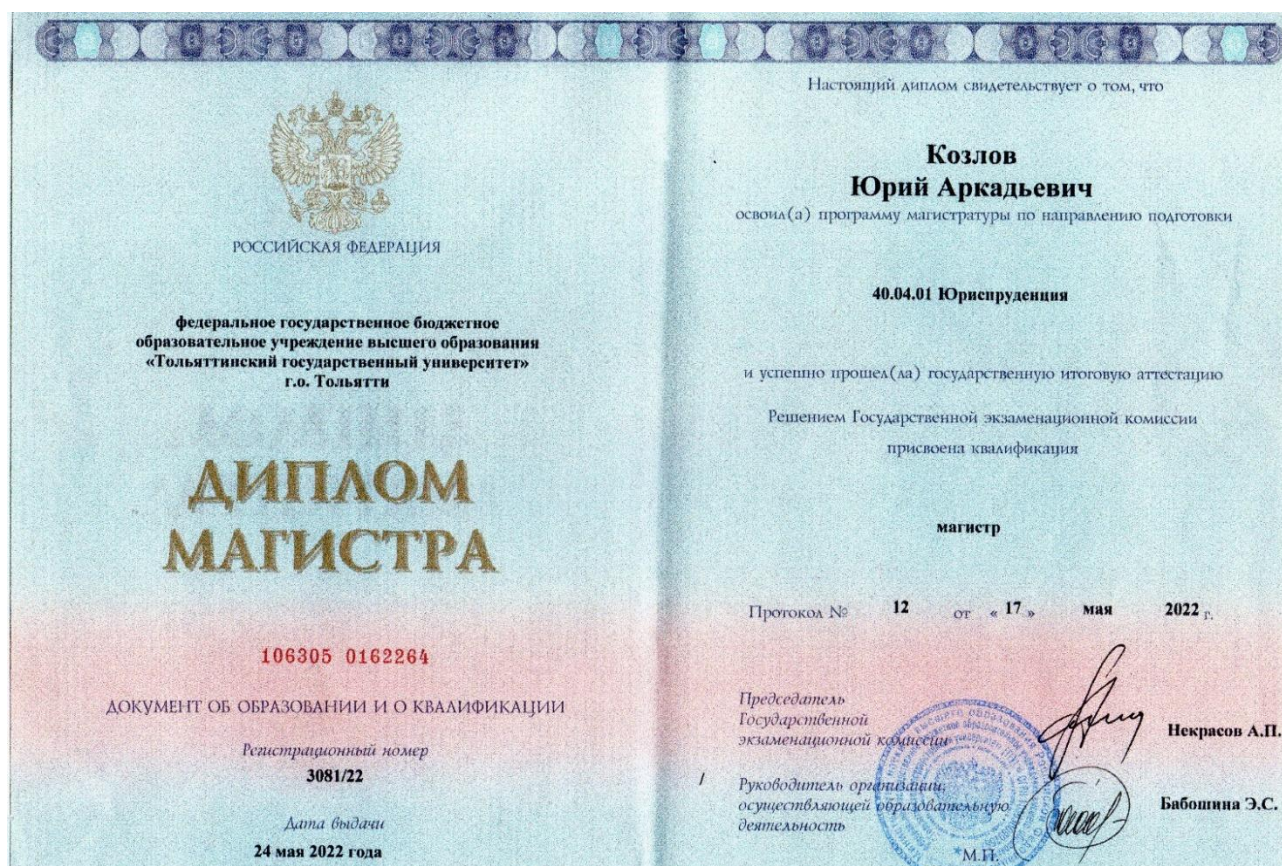 РОССИЙСКАЯ ФЕДЕРАЦИЯ
федеральное государственное бюджетное
образовательное учреждение высшего образования
«Тольяттинский государственный университет»
г.о. Тольятти
ДИПЛОМ
МАГИСТРА
106305 0162264
ДОКУМЕНТ ОБ ОБРАЗОВАНИИ И О КВАЛИФИКАЦИИ
Регистрационный номер
3081/22
Дата выдачи
24 мая 2022 года
Настоящий диплом свидетельствует о том, что
Козлов
Юрий Аркадьевич
освоил(а) программу магистратуры по направлению подготовки
40.04.01 Юриспруденция
и успешно прошел(ла) государственную итоговую аттестацию
Решением Государственной экзаменационной комиссии
присвоена квалификация
магистр
Протокол № 12 от « 17 » мая 2022 г.
Председатель
Государственной
экзаменационной комиссии
Некрасов А.П.
/ Руководитель организации,
осуществляющей образовательную
деятельность
Бабошина Э.С.
М.П.